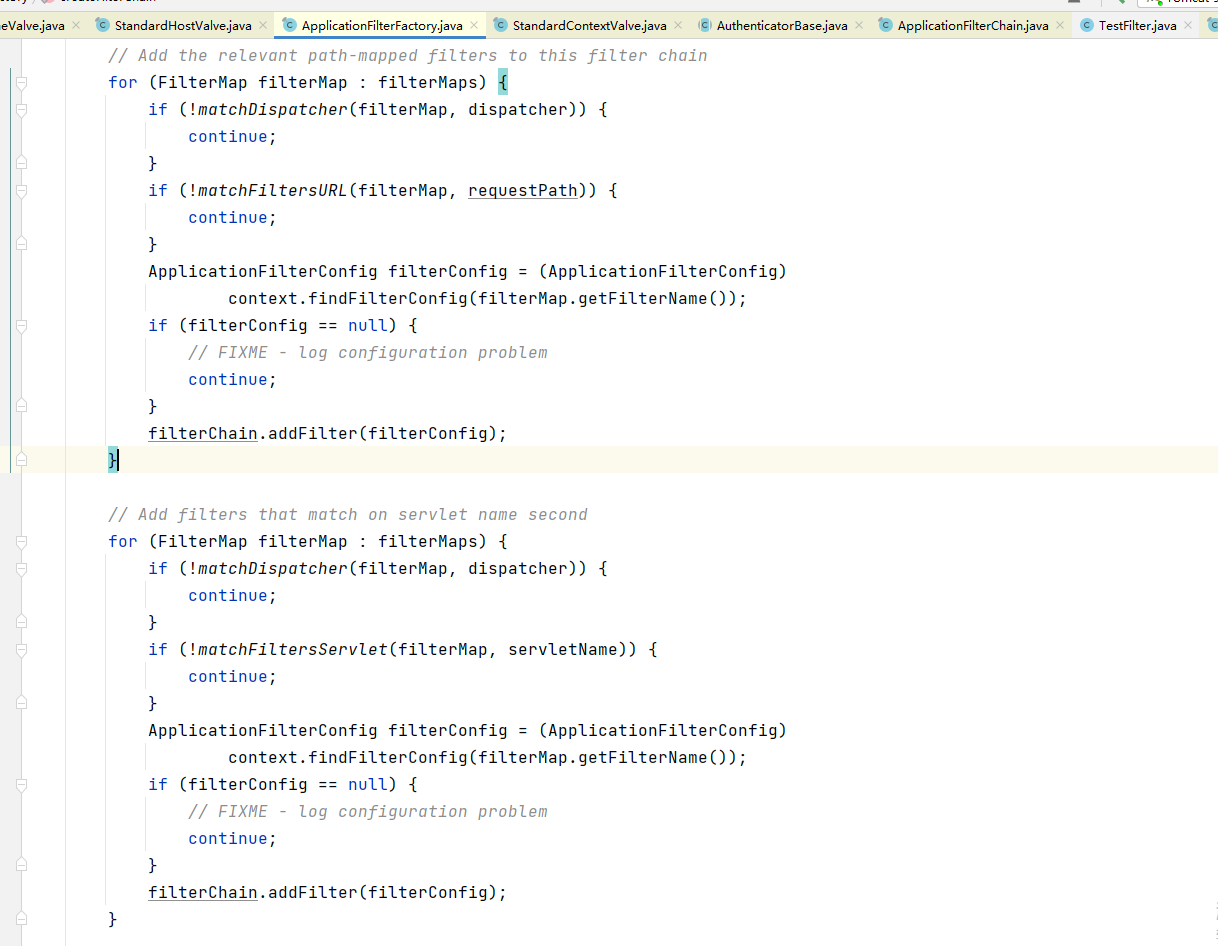 eValve.java StandardHostValve.java ApplicationFilterFactory.java StandardContextValve.java AuthenticatorBase.java ApplicationFilterChain.java TestFilter.java
// Add the relevant path-mapped filters to this filter chain
for (FilterMap filterMap : filterMaps) {
if (!matchDispatcher(filterMap, dispatcher)) {
continue;
}
if (!matchFiltersURL(filterMap, requestPath)) {
continue;
}
ApplicationFilterConfig filterConfig = (ApplicationFilterConfig)
context.findFilterConfig(filterMap.getFilterName());
if (filterConfig == null) {
// FIXME - log configuration problem
continue;
}
filterChain.addFilter(filterConfig);
}
// Add filters that match on servlet name second
for (FilterMap filterMap : filterMaps) {
if (!matchDispatcher(filterMap, dispatcher)) {
continue;
}
if (!matchFiltersServlet(filterMap, servletName)) {
continue;
}
ApplicationFilterConfig filterConfig = (ApplicationFilterConfig)
context.findFilterConfig(filterMap.getFilterName());
if (filterConfig == null) {
// FIXME - log configuration problem
continue;
}
filterChain.addFilter(filterConfig);
}